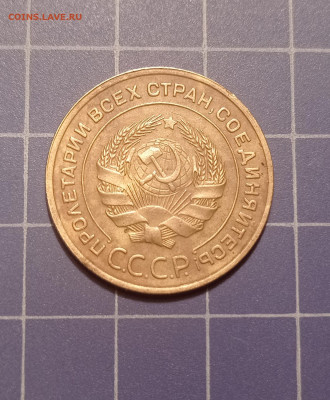 COINS.LAVE.RU
ПРОЛЕТАРИИ ВСЕХ СТРАН, СОЕДИНЯЙТЕСЬ!
С.С.С.Р.